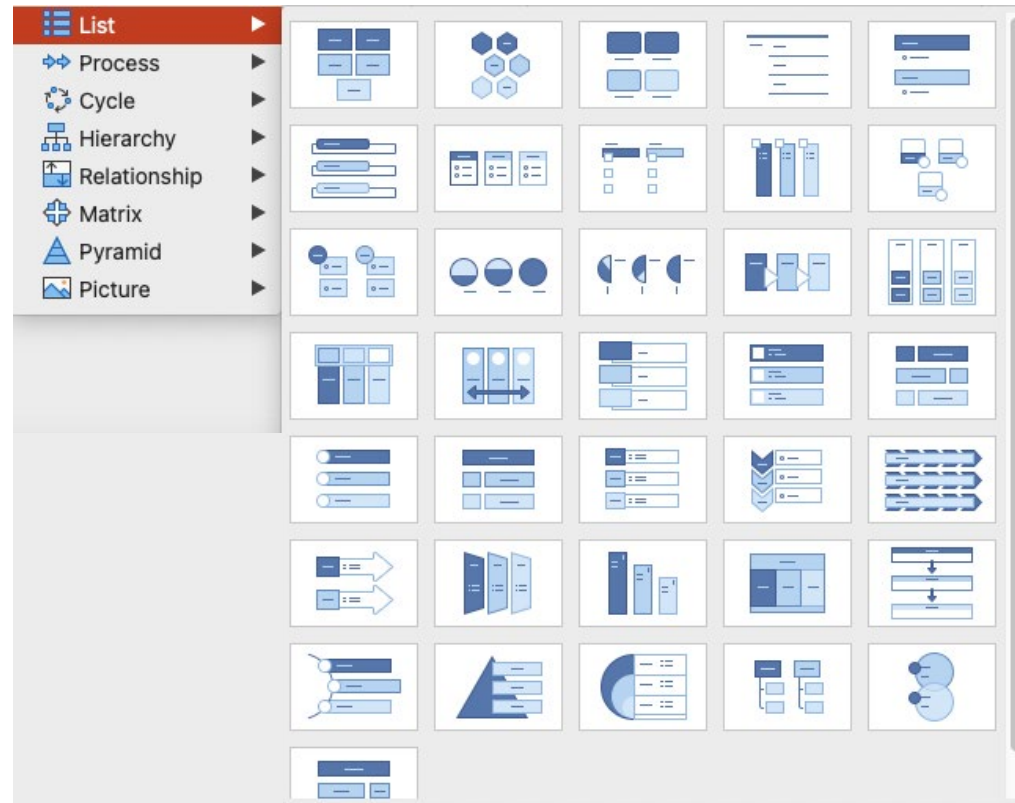 List
Process
Cycle
Hierarchy
Relationship
Matrix
Pyramid
Picture